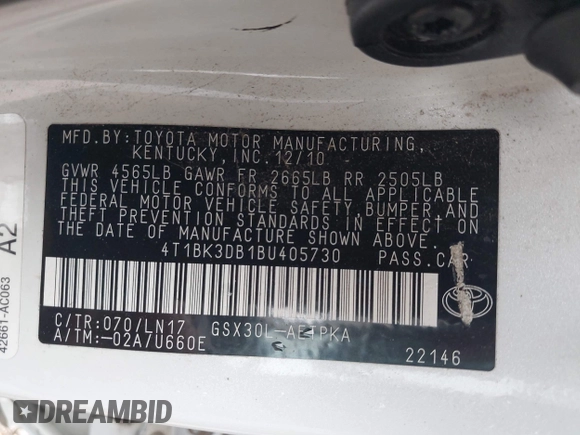 MFD.BY:TOYOTA MOTOR MANUFACTURING,
KENTUCKY, INC.12/10
GVWR 4565LB GAWR FR 2665LB RR 2505LB
THIS VEHICLE CONFORMS TO ALL APPLICABLE
FEDERAL MOTOR VEHICLE SAFETY, BUMPER, AND
THEFT PREVENTION STANDARDS IN EFFECT ON
THE DATE OF MANUFACTURE SHOWN ABOVE.
4T1BK3DB1BU405730 PASS.CAR
C/TR:070/LN17 GSX30L-AETPKA
A/TM:-02A/U660E
22146
42661-AC063 A2
DREAMBID